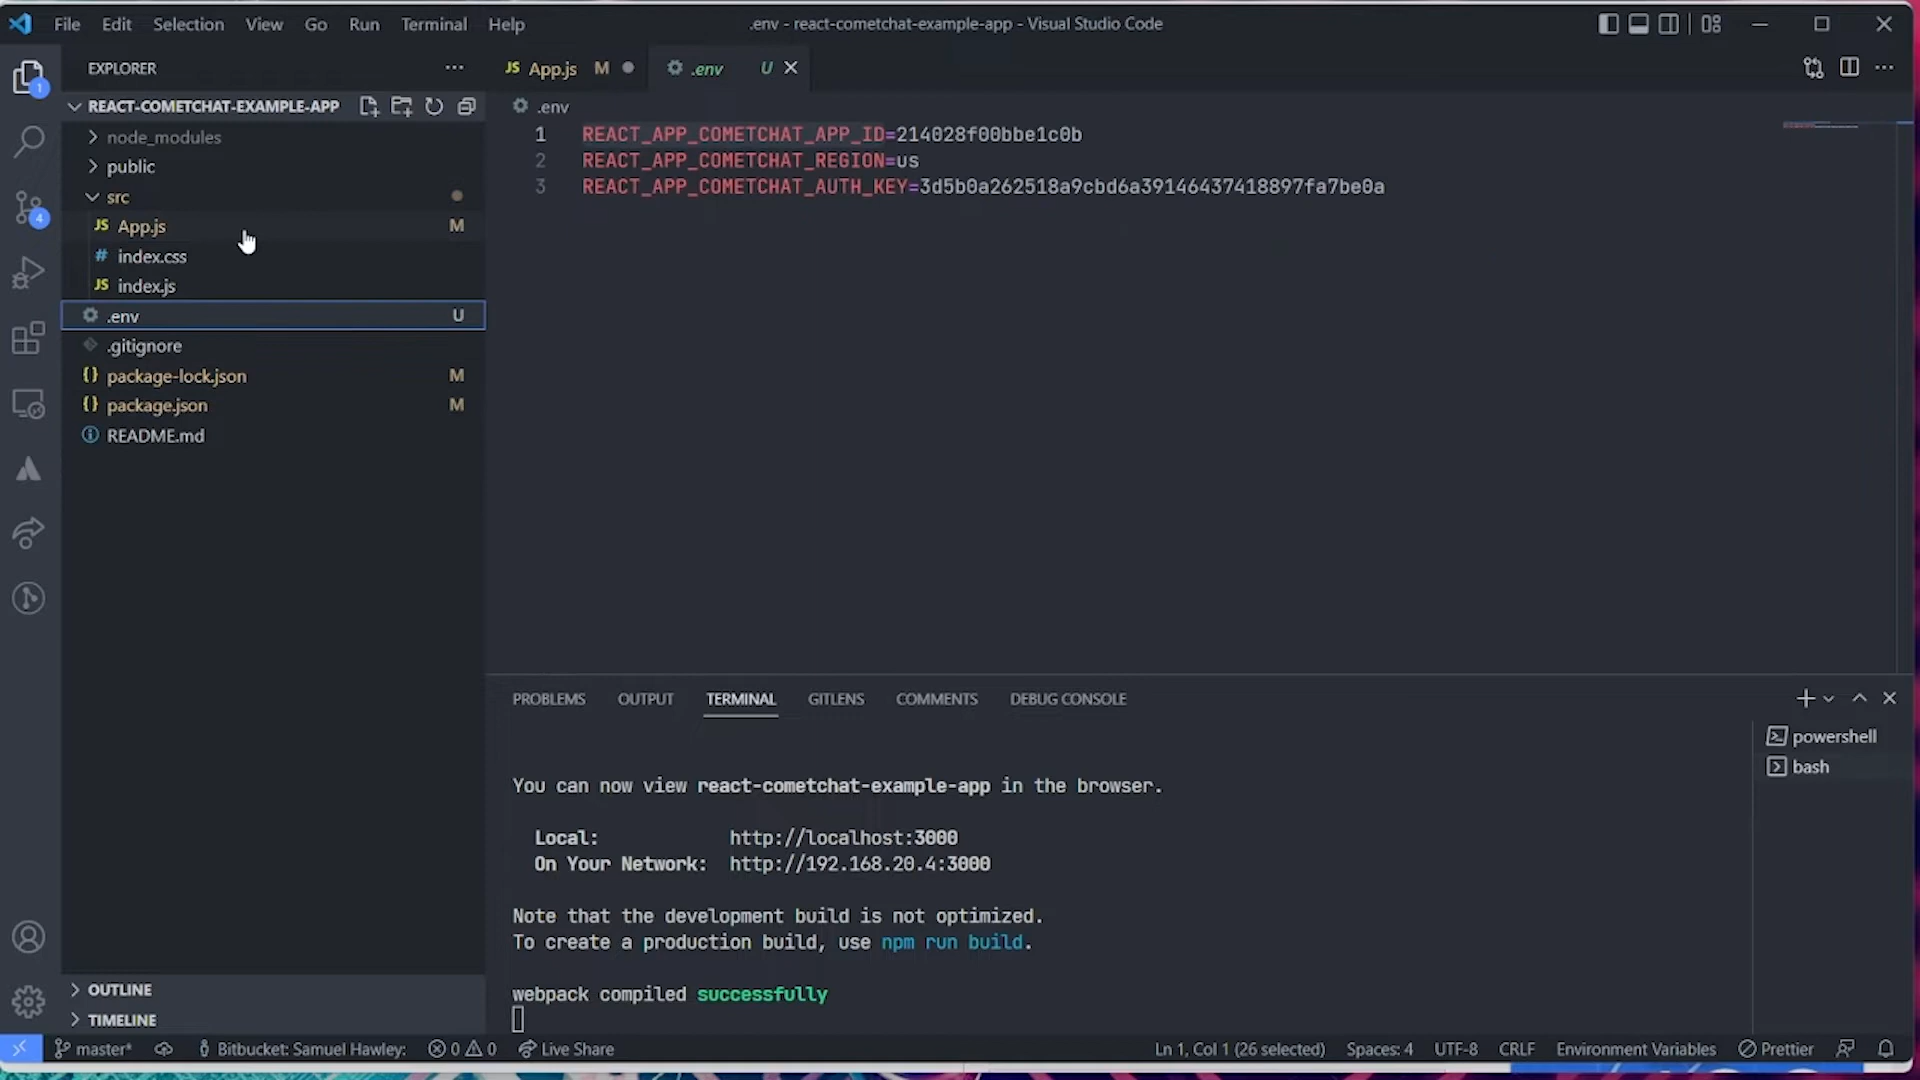 File Edit Selection View Go Run Terminal Help
.env - react-cometchat-example-app - Visual Studio Code
EXPLORER
JS App.js M
.env U
REACT-COMETCHAT-EXAMPLE-APP
node_modules
public
src
JS App.js M
# index.css
JS index.js
.env U
.gitignore
{} package-lock.json M
{} package.json M
README.md
OUTLINE
TIMELINE
1
4
.env
1 REACT_APP_COMETCHAT_APP_ID=214028f00bbe1c0b
2 REACT_APP_COMETCHAT_REGION=us
3 REACT_APP_COMETCHAT_AUTH_KEY=3d5b0a262518a9cbd6a39146437418897fa7be0a
PROBLEMS OUTPUT TERMINAL GITLENS COMMENTS DEBUG CONSOLE
powershell
bash
You can now view react-cometchat-example-app in the browser.
Local: http://localhost:3000
On Your Network: http://192.168.20.4:3000
Note that the development build is not optimized.
To create a production build, use npm run build.
webpack compiled successfully
master* Bitbucket: Samuel Hawley: 0 0 Live Share
Ln 1, Col 1 (26 selected) Spaces: 4 UTF-8 CRLF Environment Variables Prettier